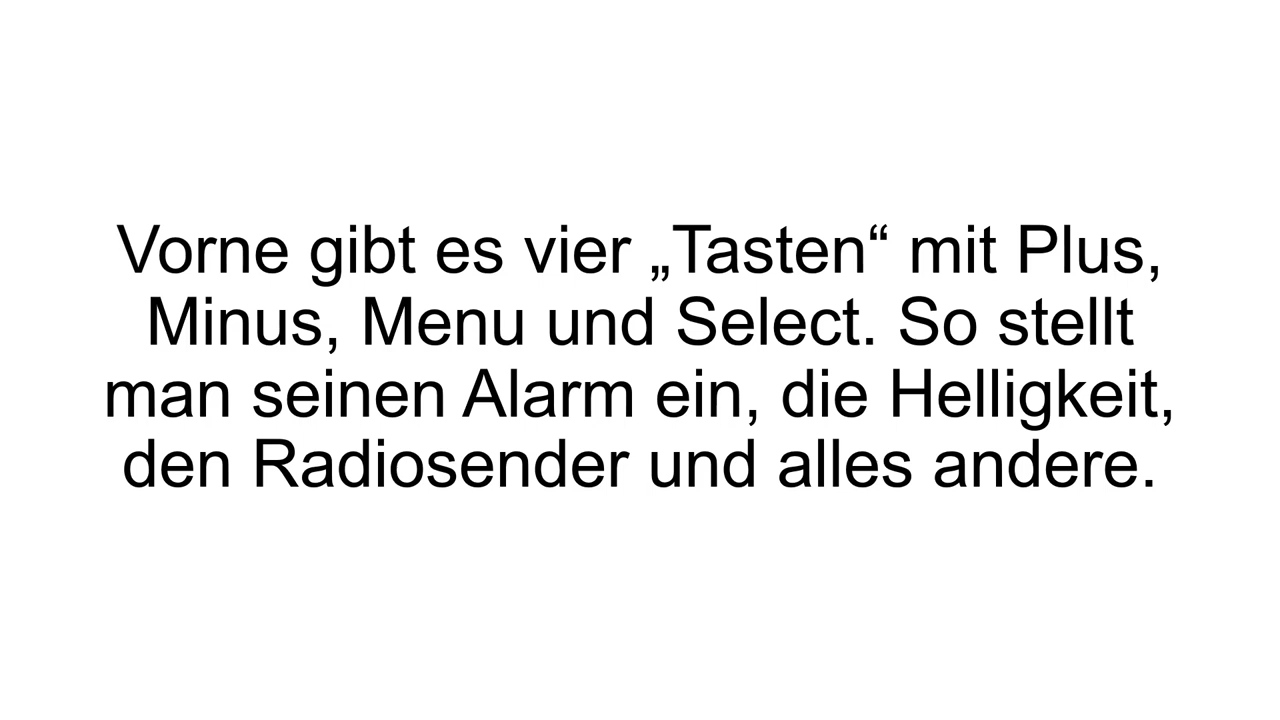 Vorne gibt es vier „Tasten“ mit Plus,
Minus, Menu und Select. So stellt
man seinen Alarm ein, die Helligkeit,
den Radiosender und alles andere.